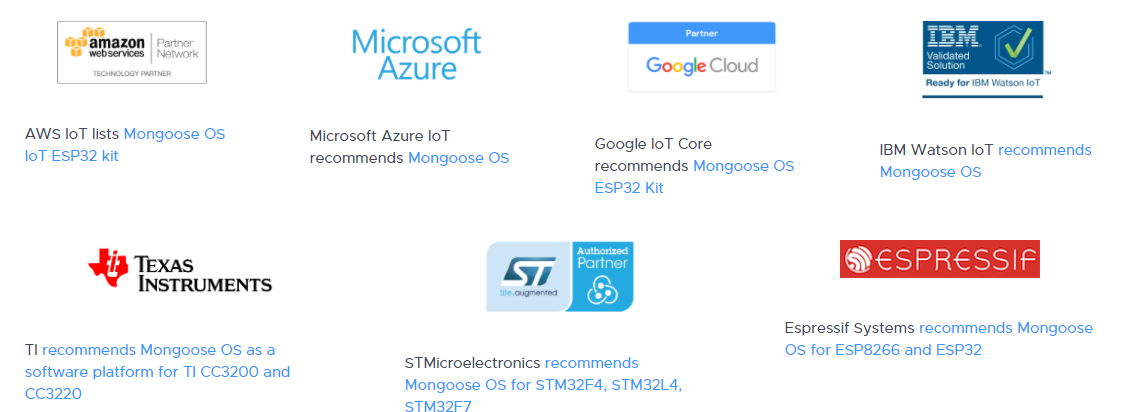 amazon
web services
Partner
Network
TECHNOLOGY PARTNER
Microsoft
Azure
Partner
Google Cloud
IBM
Validated
Solution
TM
Ready for IBM Watson IoT
AWS IoT lists Mongoose OS
IoT ESP32 kit
Microsoft Azure IoT
recommends Mongoose OS
Google IoT Core
recommends Mongoose OS
ESP32 Kit
IBM Watson IoT recommends
Mongoose OS
TEXAS
INSTRUMENTS
ST
life.augmented
Authorized
Partner
ESPRESSIF
TI recommends Mongoose OS as a
software platform for TI CC3200 and
CC3220
STMicroelectronics recommends
Mongoose OS for STM32F4, STM32L4,
STM32F7
Espressif Systems recommends Mongoose
OS for ESP8266 and ESP32